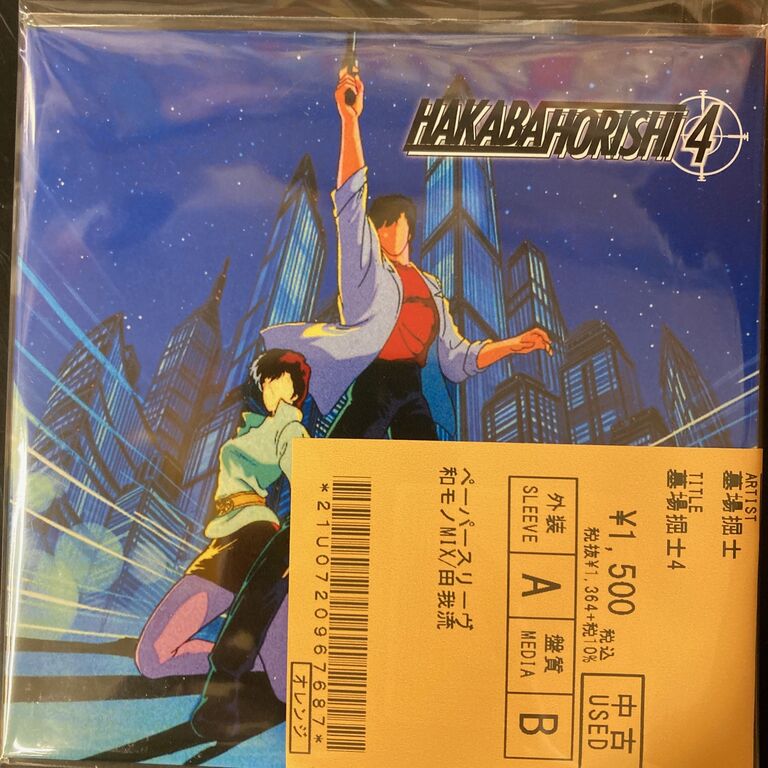 HAKABAHORISHI 4
ARTIST
墓場掘士
TITLE
墓場掘士4
¥1,500 税込
税抜¥1,364+税10%
中古
USED
外装
SLEEVE
A
盤質
MEDIA
B
ペーパースリーヴ
和モノMIX/田我流
*21U0720967687*
オレンジ